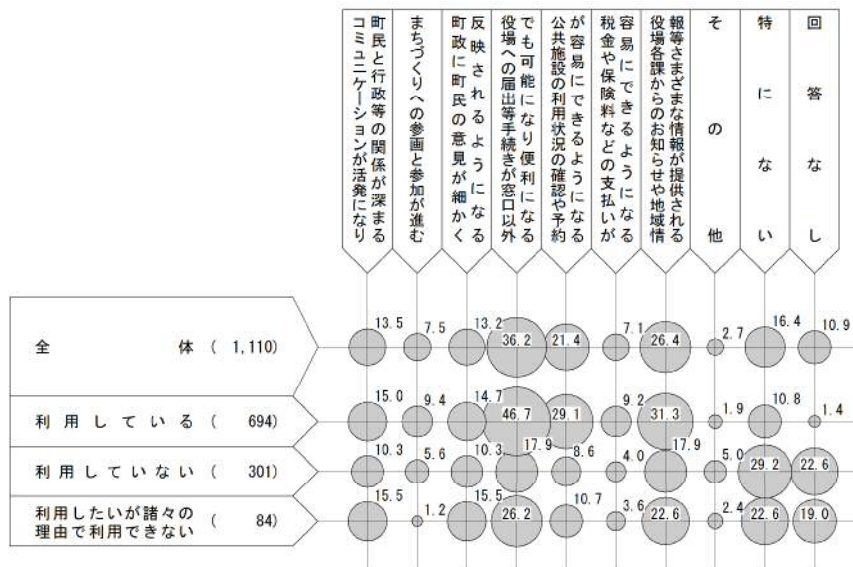 町民と行政等の関係が深まる
コミュニケーションが活発になり
まちづくりへの参画と参加が進む
反映されるようになる
町政に町民の意見が細かく
でも可能になり便利になる
役場への届出等手続きが窓口以外
が容易にできるようになる
公共施設の利用状況の確認や予約
容易にできるようになる
税金や保険料などの支払いが
報等さまざまな情報が提供される
役場各課からのお知らせや地域情
その他
特にない
回答なし
全体 ( 1,110)
13.5 7.5 13.2 36.2 21.4 7.1 26.4 2.7 16.4 10.9
利用している ( 694)
15.0 9.4 14.7 46.7 29.1 9.2 31.3 1.9 10.8 1.4
利用していない ( 301)
10.3 5.6 10.3 17.9 8.6 4.0 17.9 5.0 29.2 22.6
利用したいが諸々の
理由で利用できない ( 84)
15.5 1.2 15.5 26.2 10.7 3.6 22.6 2.4 22.6 19.0